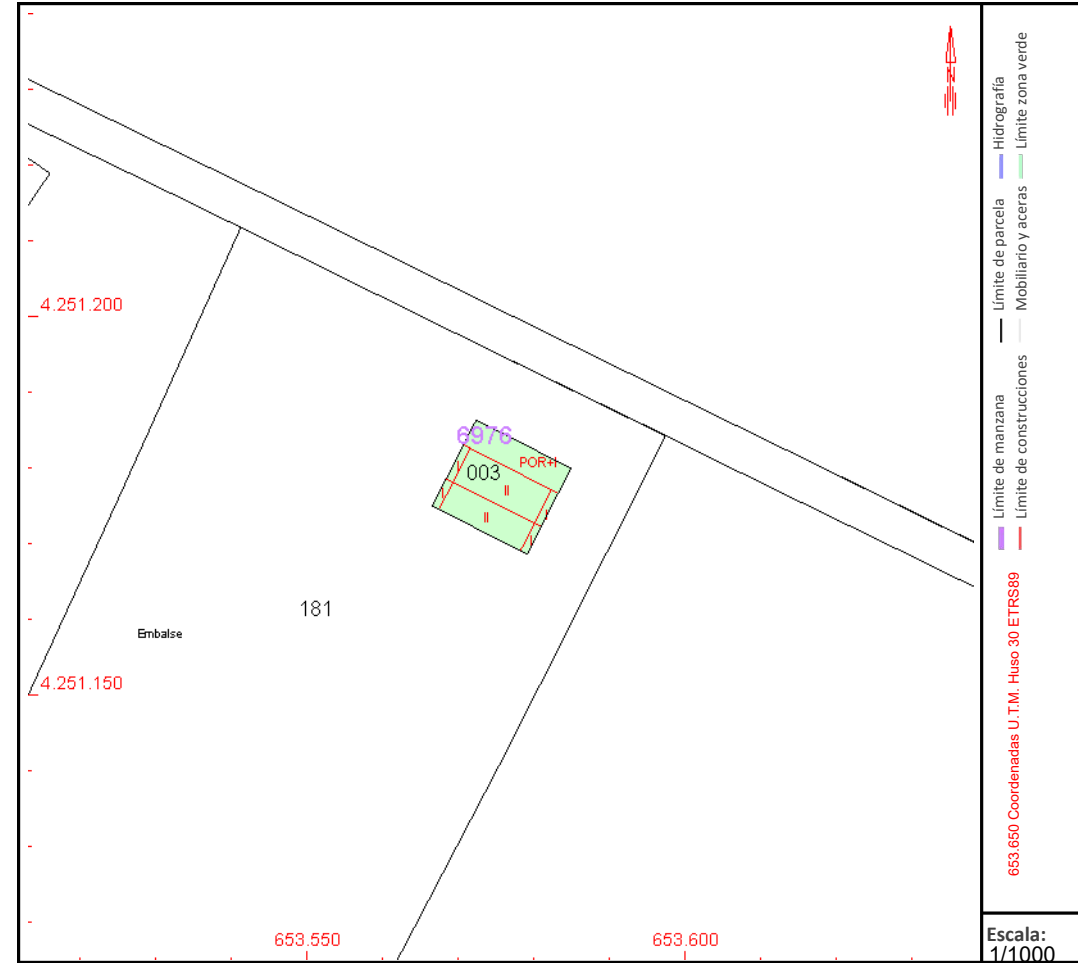 N
4.251.200
6976
003
POR+I
I
II
I
II
I
I
181
Embalse
4.251.150
653.550
653.600
Límite de manzana
Límite de parcela
Hidrografía
Límite de construcciones
Mobiliario y aceras
Límite zona verde
653.650 Coordenadas U.T.M. Huso 30 ETRS89
Escala:
1/1000